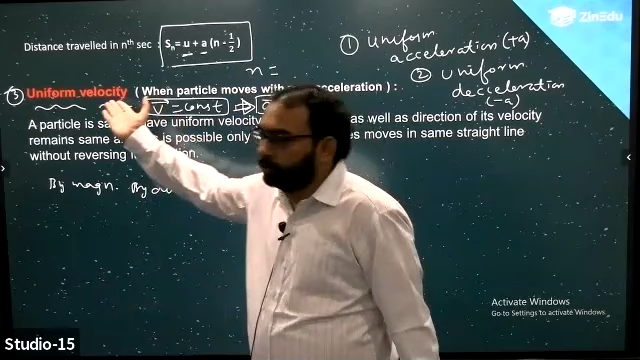 ZinEdu
Distance travelled in nth sec : Sn = u + a (n - 1/2)
n =
① Uniform acceleration (+a)
② Uniform deceleration (-a)
③ Uniform velocity ( When particle moves with acceleration ) :
V = const ⇒ a
A particle is sa ave uniform velocity as well as direction of its velocity
remains same a is possible only es moves in same straight line
without reversing i
By magn. By
Activate Windows
Go to Settings to activate Windows.
Studio-15